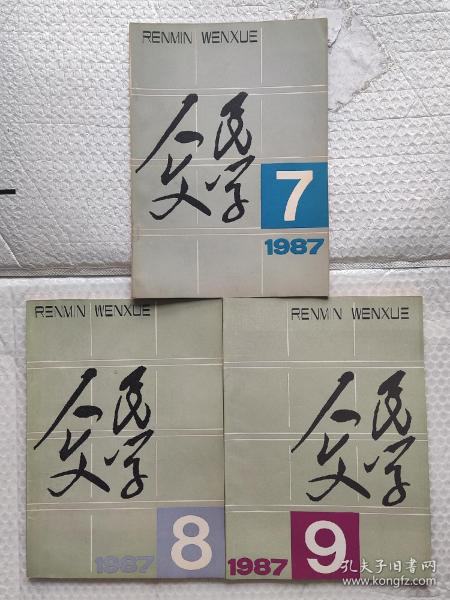 RENMIN WENXUE
人民
文学
7
1987
RENMIN WENXUE
人民
文学
1987 8
RENMIN WENXUE
人民
文学
1987 9
孔夫子旧书网
www.kongfz.com